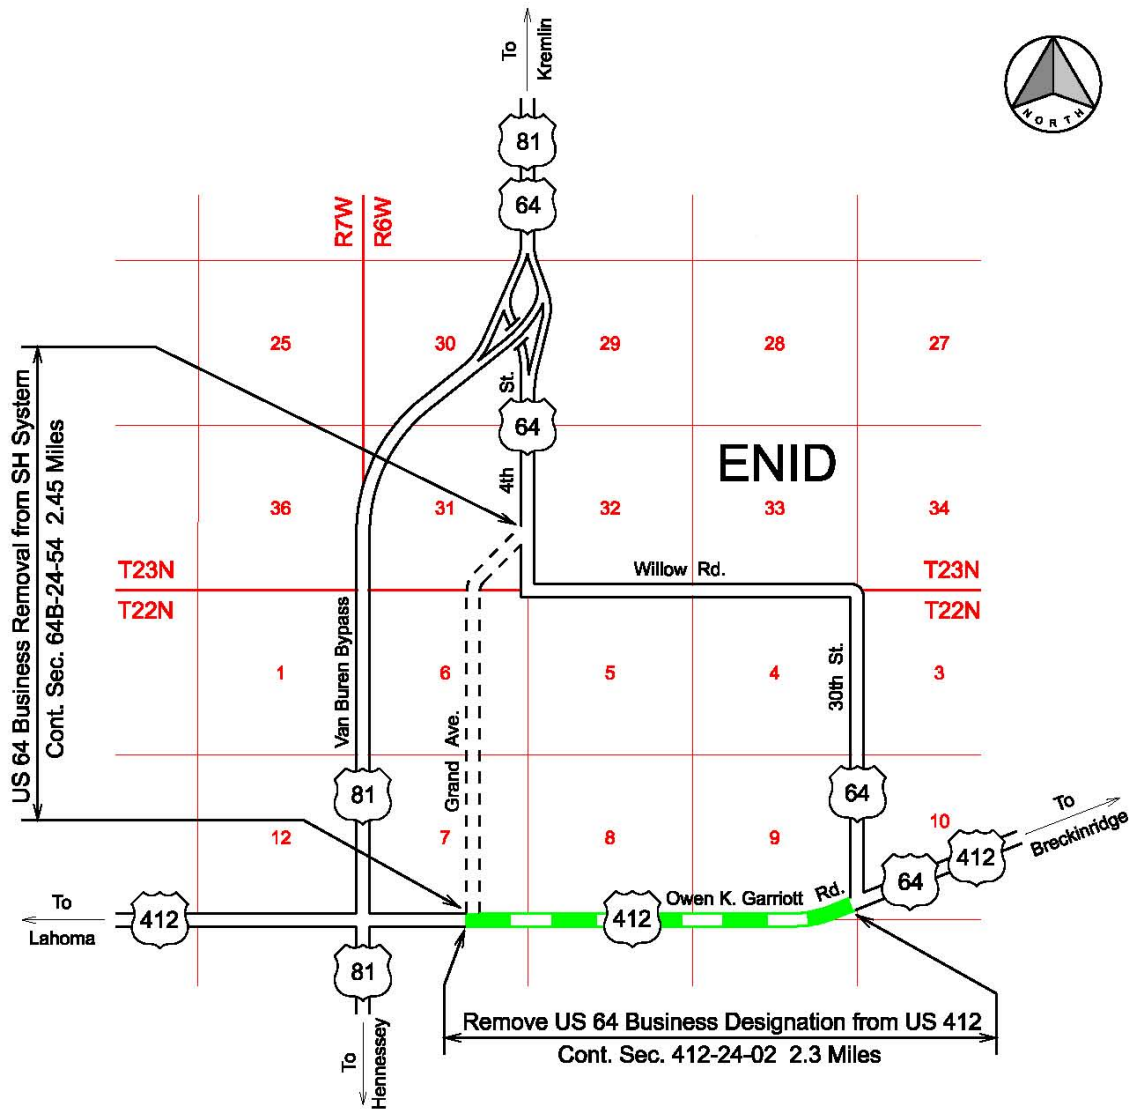 To
Kremlin
NORTH
81
64
R7W
R6W
25
30
29
28
27
St.
64
ENID
4th
36
31
32
33
34
T23N
Willow Rd.
T23N
T22N
T22N
US 64 Business Removal from SH System
Cont. Sec. 64B-24-54 2.45 Miles
Van Buren Bypass
1
6
5
4
30th St.
3
Grand Ave.
81
64
12
7
8
9
10
To
Breckinridge
412
64
Owen K. Garriott Rd.
To
Lahoma
412
412
81
Remove US 64 Business Designation from US 412
Cont. Sec. 412-24-02 2.3 Miles
To
Hennessey